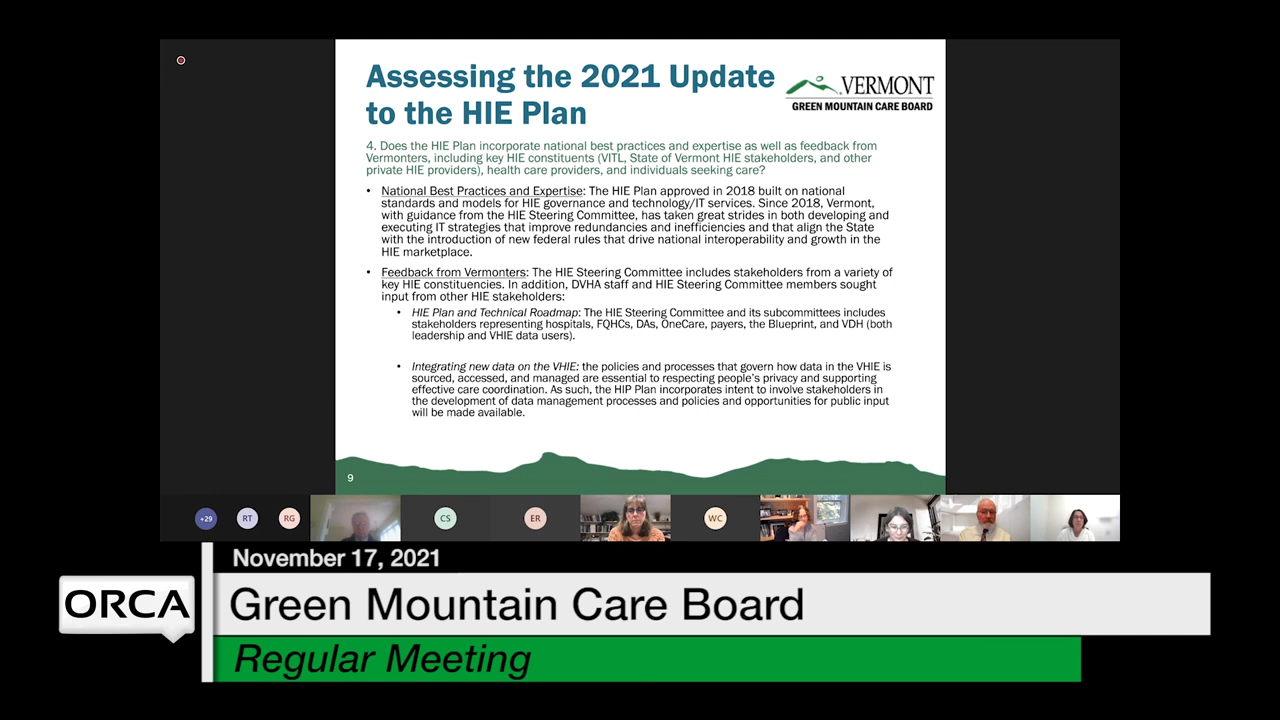 Assessing the 2021 Update
to the HIE Plan
VERMONT
GREEN MOUNTAIN CARE BOARD
4. Does the HIE Plan incorporate national best practices and expertise as well as feedback from
Vermonters, including key HIE constituents (VITL, State of Vermont HIE stakeholders, and other
private HIE providers), health care providers, and individuals seeking care?
• National Best Practices and Expertise: The HIE Plan approved in 2018 built on national
standards and models for HIE governance and technology/IT services. Since 2018, Vermont,
with guidance from the HIE Steering Committee, has taken great strides in both developing and
executing IT strategies that improve redundancies and inefficiencies and that align the State
with the introduction of new federal rules that drive national interoperability and growth in the
HIE marketplace.
• Feedback from Vermonters: The HIE Steering Committee includes stakeholders from a variety of
key HIE constituencies. In addition, DVHA staff and HIE Steering Committee members sought
input from other HIE stakeholders:
• HIE Plan and Technical Roadmap: The HIE Steering Committee and its subcommittees includes
stakeholders representing hospitals, FQHCs, DAs, OneCare, payers, the Blueprint, and VDH (both
leadership and VHIE data users).
• Integrating new data on the VHIE: the policies and processes that govern how data in the VHIE is
sourced, accessed, and managed are essential to respecting people's privacy and supporting
effective care coordination. As such, the HIP Plan incorporates intent to involve stakeholders in
the development of data management processes and policies and opportunities for public input
will be made available.
9
+29 RT RG CS ER WC
November 17, 2021
ORCA
Green Mountain Care Board
Regular Meeting